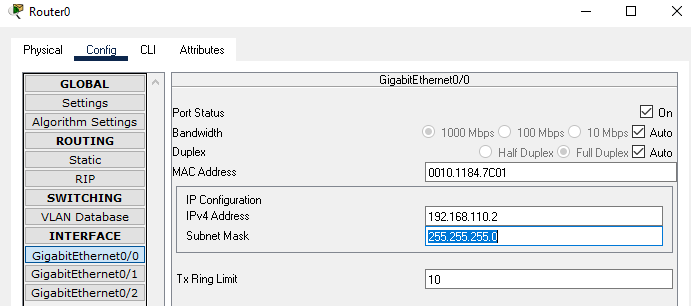 Router0
Physical Config CLI Attributes
GLOBAL
Settings
Algorithm Settings
ROUTING
Static
RIP
SWITCHING
VLAN Database
INTERFACE
GigabitEthernet0/0
GigabitEthernet0/1
GigabitEthernet0/2
GigabitEthernet0/0
Port Status On
Bandwidth 1000 Mbps 100 Mbps 10 Mbps Auto
Duplex Half Duplex Full Duplex Auto
MAC Address 0010.1184.7C01
IP Configuration
IPv4 Address 192.168.110.2
Subnet Mask 255.255.255.0
Tx Ring Limit 10